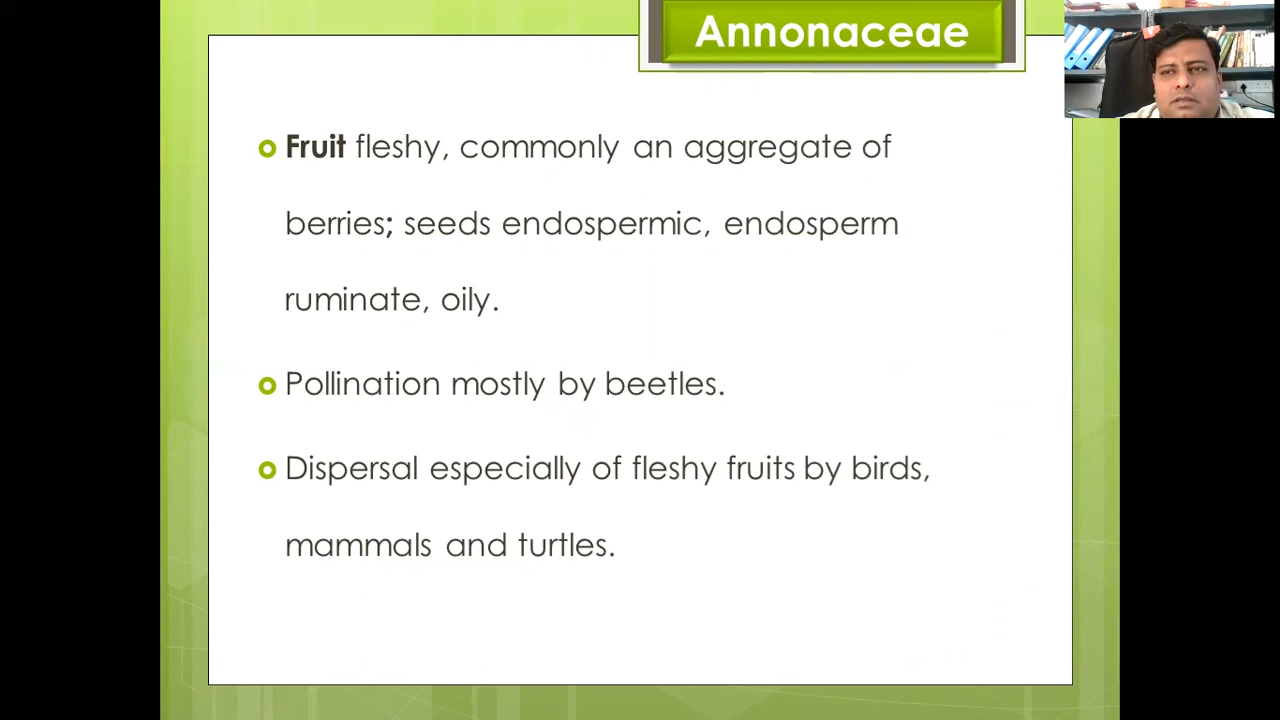 Annonaceae
Fruit fleshy, commonly an aggregate of
berries; seeds endospermic, endosperm
ruminate, oily.
Pollination mostly by beetles.
Dispersal especially of fleshy fruits by birds,
mammals and turtles.